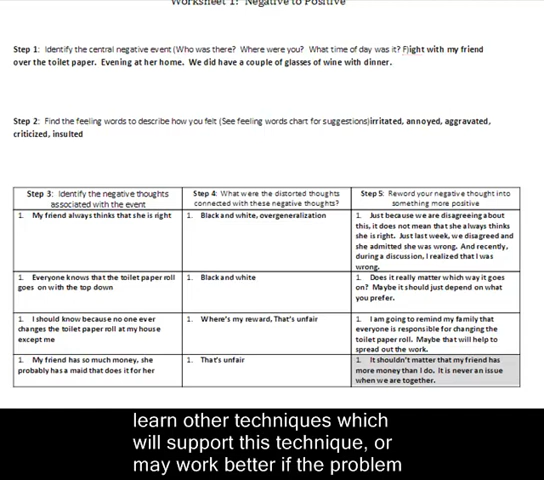 Worksheet 1: Negative to Positive
Step 1: Identify the central negative event (Who was there? Where were you? What time of day was it? F)ight with my friend
over the toilet paper. Evening at her home. We did have a couple of glasses of wine with dinner.
Step 2: Find the feeling words to describe how you felt (See feeling words chart for suggestions)irritated, annoyed, aggravated,
criticized, insulted
Step 3: Identify the negative thoughts
associated with the event
Step 4: What were the distorted thoughts
connected with these negative thoughts?
Step 5: Reword your negative thought into
something more positive
1. My friend always thinks that she is right
1. Black and white, overgeneralization
1. Just because we are disagreeing about
this, it does not mean that she always thinks
she is right. Just last week, we disagreed and
she admitted she was wrong. And recently,
during a discussion, I realized that I was
wrong.
1. Everyone knows that the toilet paper roll
goes on with the top down
1. Black and white
1. Does it really matter which way it goes
on? Maybe it should just depend on what
you prefer.
1. I should know because no one ever
changes the toilet paper roll at my house
except me
1. Where's my reward, That's unfair
1. I am going to remind my family that
everyone is responsible for changing the
toilet paper roll. Maybe that will help to
spread out the work.
1. My friend has so much money, she
probably has a maid that does it for her
1. That's unfair
1. It shouldn't matter that my friend has
more money than I do. It is never an issue
when we are together.
learn other techniques which
will support this technique, or
may work better if the problem